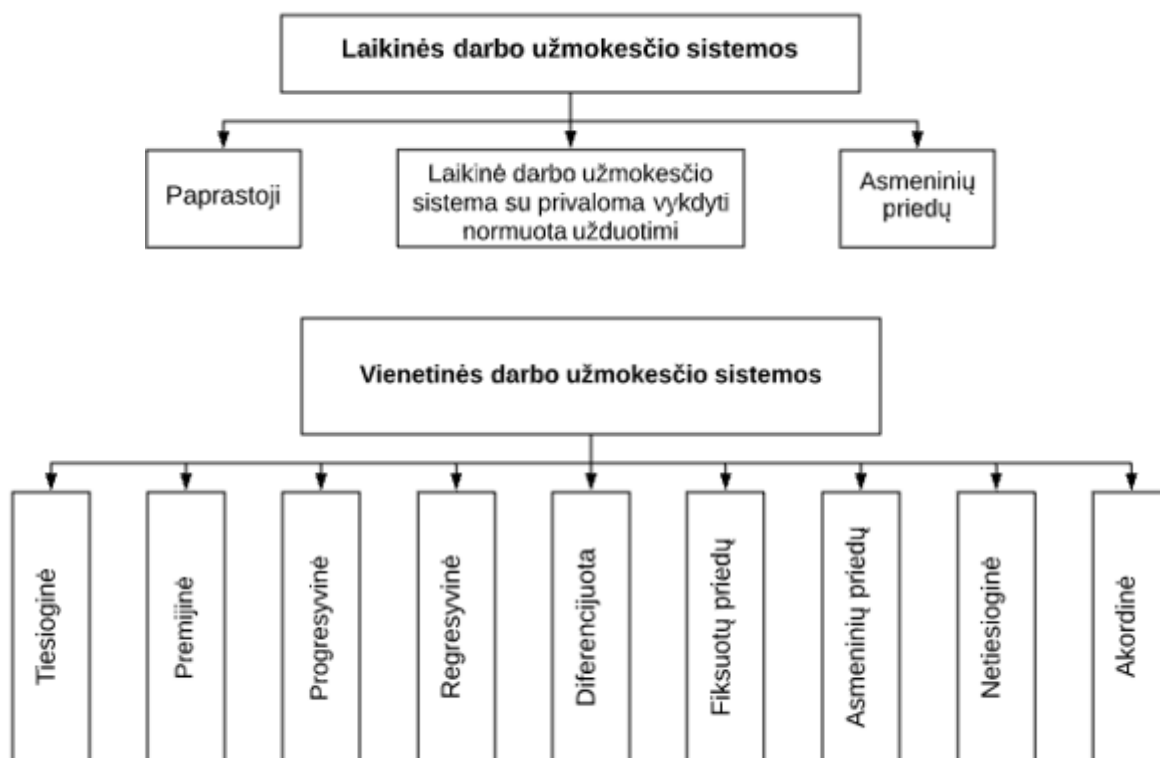 Laikinės darbo užmokesčio sistemos
Paprastoji
Laikinė darbo užmokesčio
sistema su privaloma vykdyti
normuota užduotimi
Asmeninių
priedų
Vienetinės darbo užmokesčio sistemos
Tiesioginė
Premijinė
Progresyvinė
Regresyvinė
Diferencijuota
Fiksuotų priedų
Asmeninių priedų
Netiesioginė
Akordinė